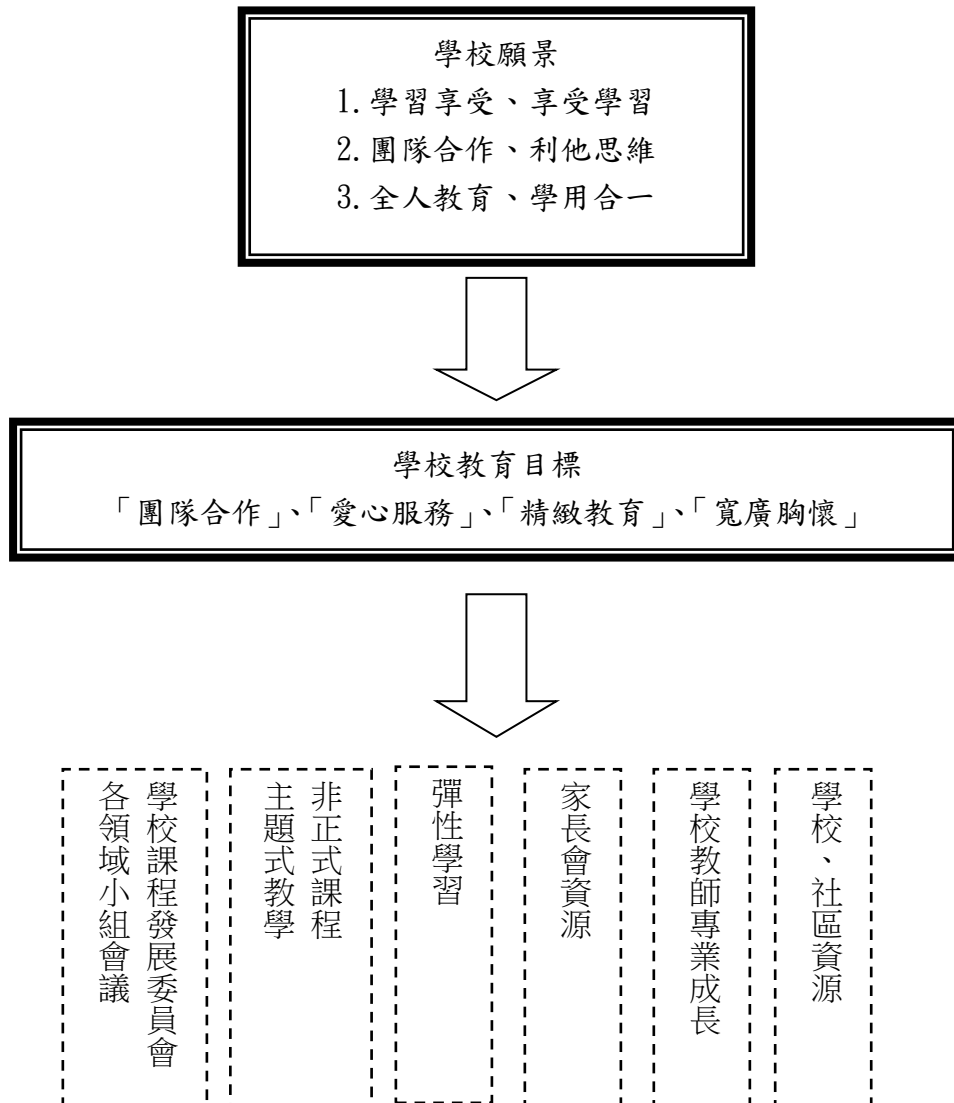 學校願景
1.學習享受、享受學習
2.團隊合作、利他思維
3.全人教育、學用合一
學校教育目標
「團隊合作」、「愛心服務」、「精緻教育」、「寬廣胸懷」
學校課程發展委員會
各領域小組會議
非正式課程
主題式教學
彈性學習
家長會資源
學校教師專業成長
學校、社區資源